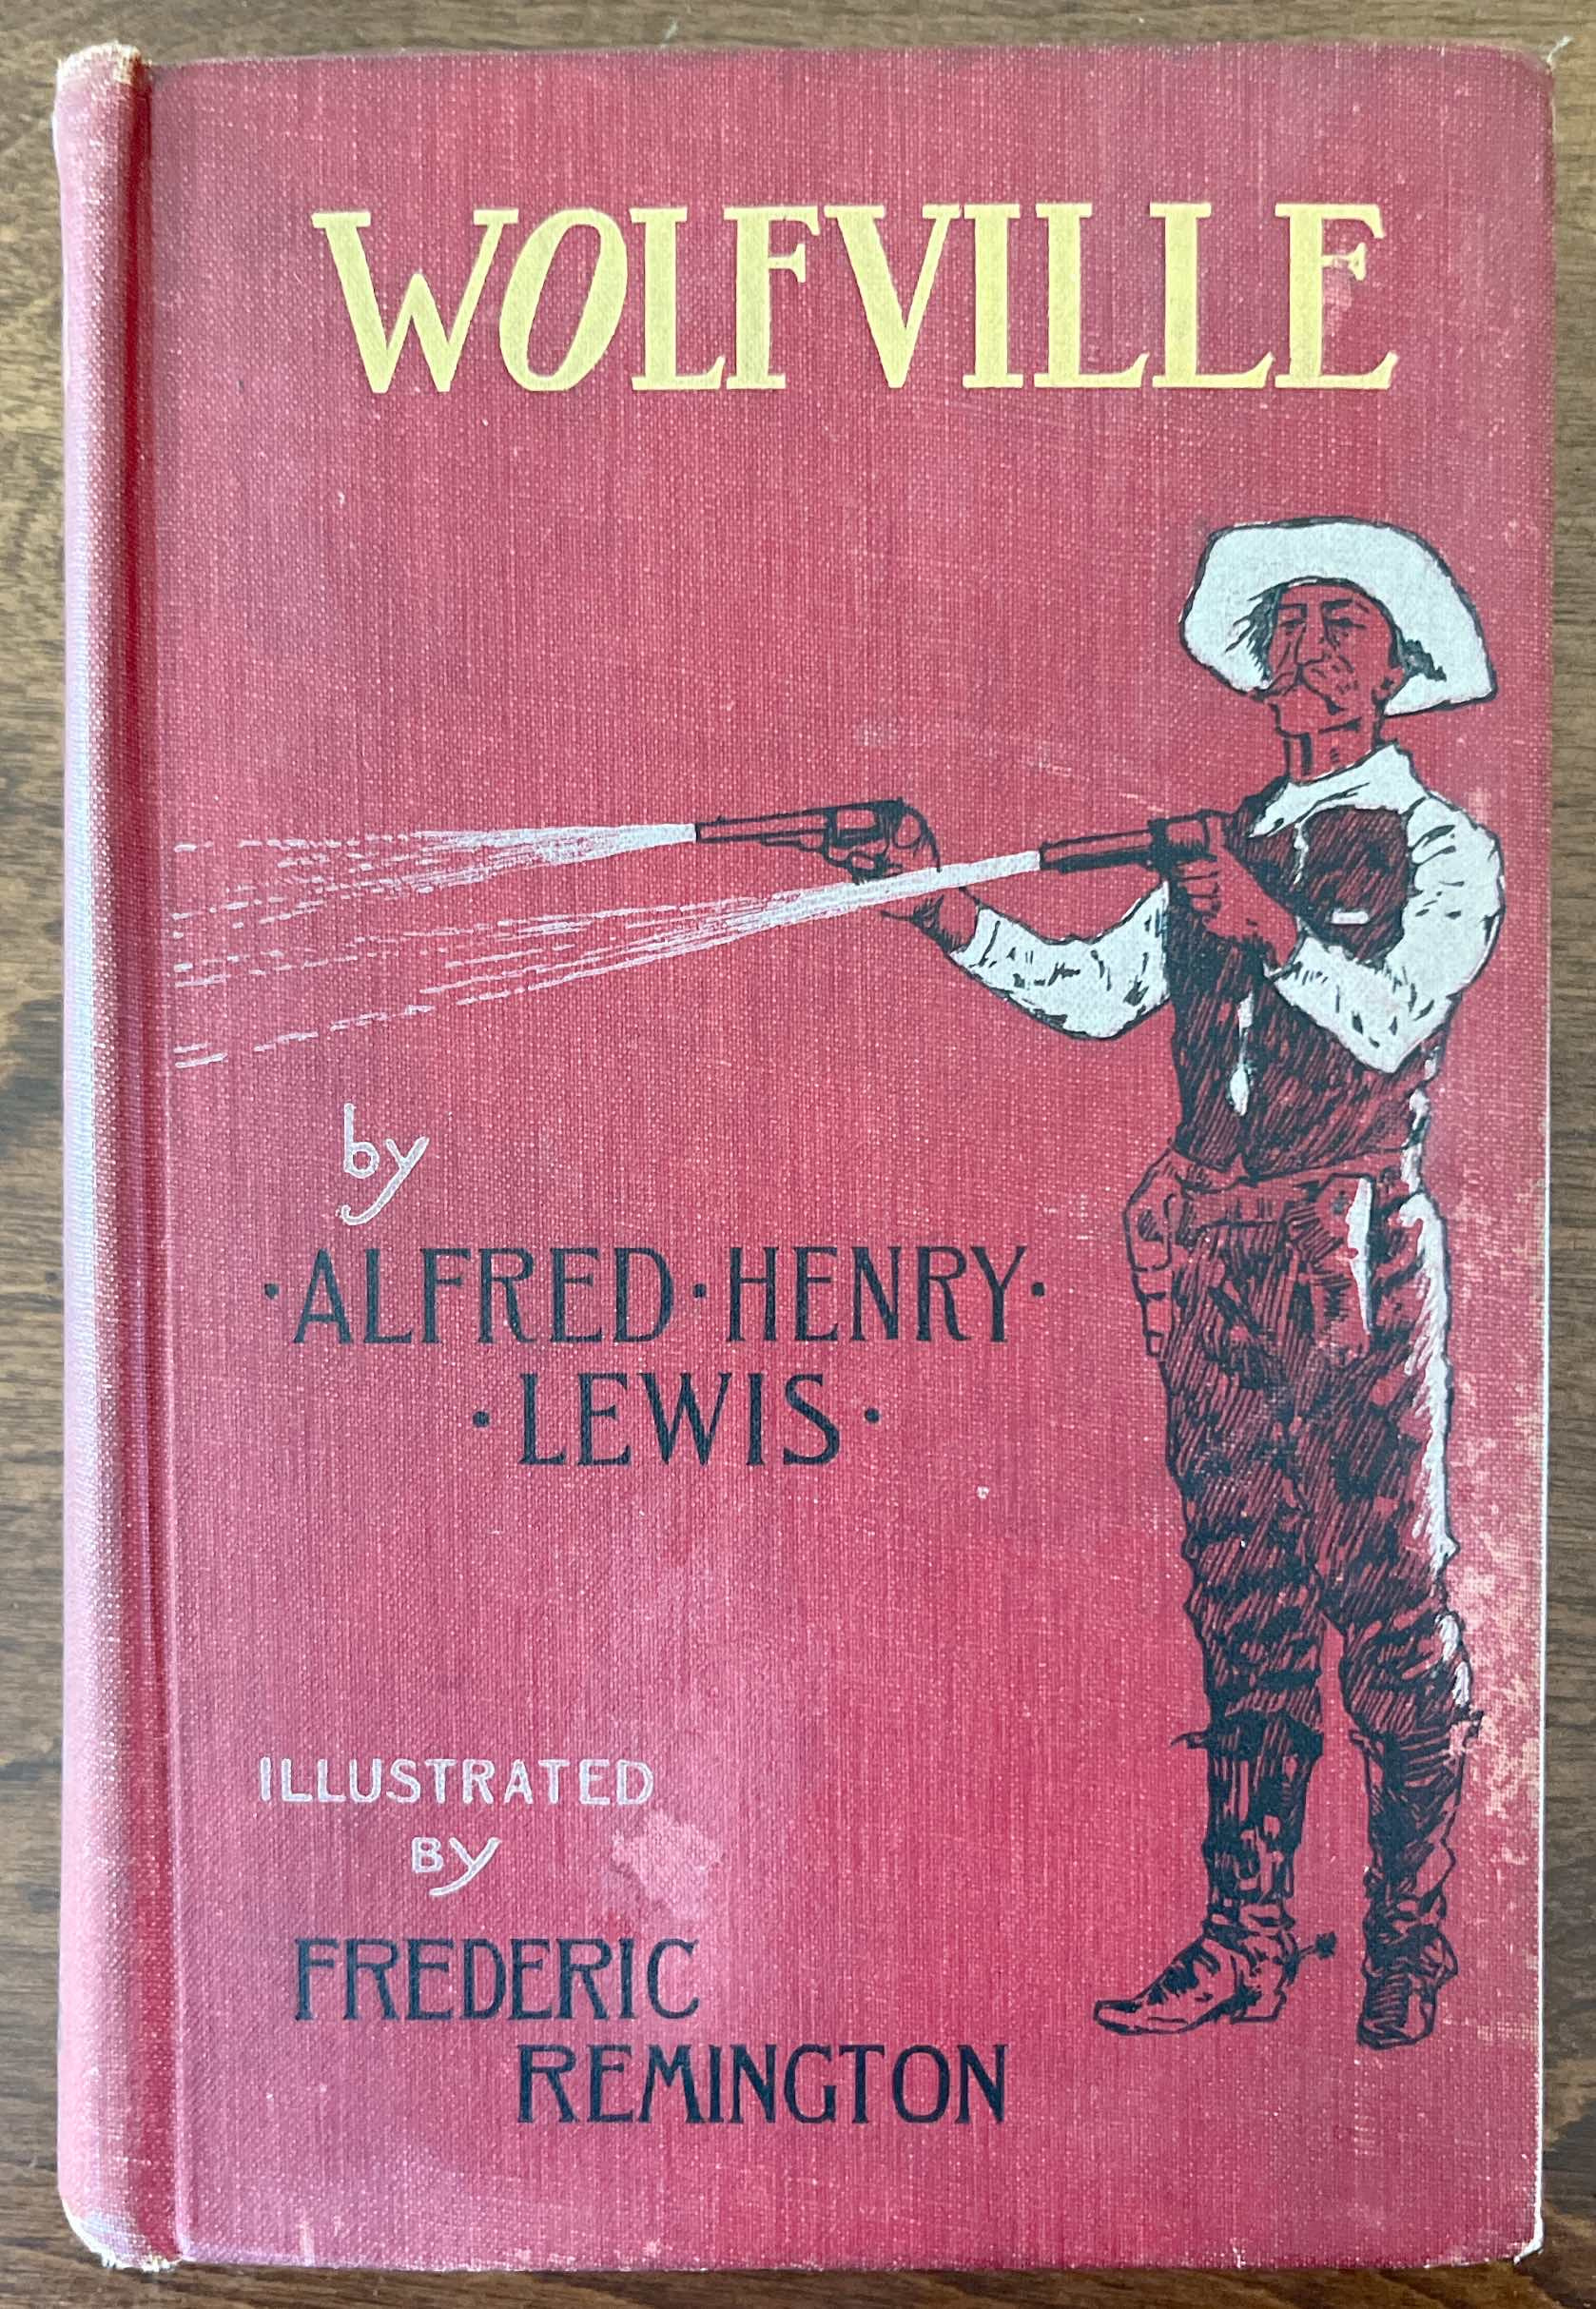 WOLFVILLE
by
·ALFRED·HENRY·
·LEWIS·
ILLUSTRATED
BY
FREDERIC
REMINGTON